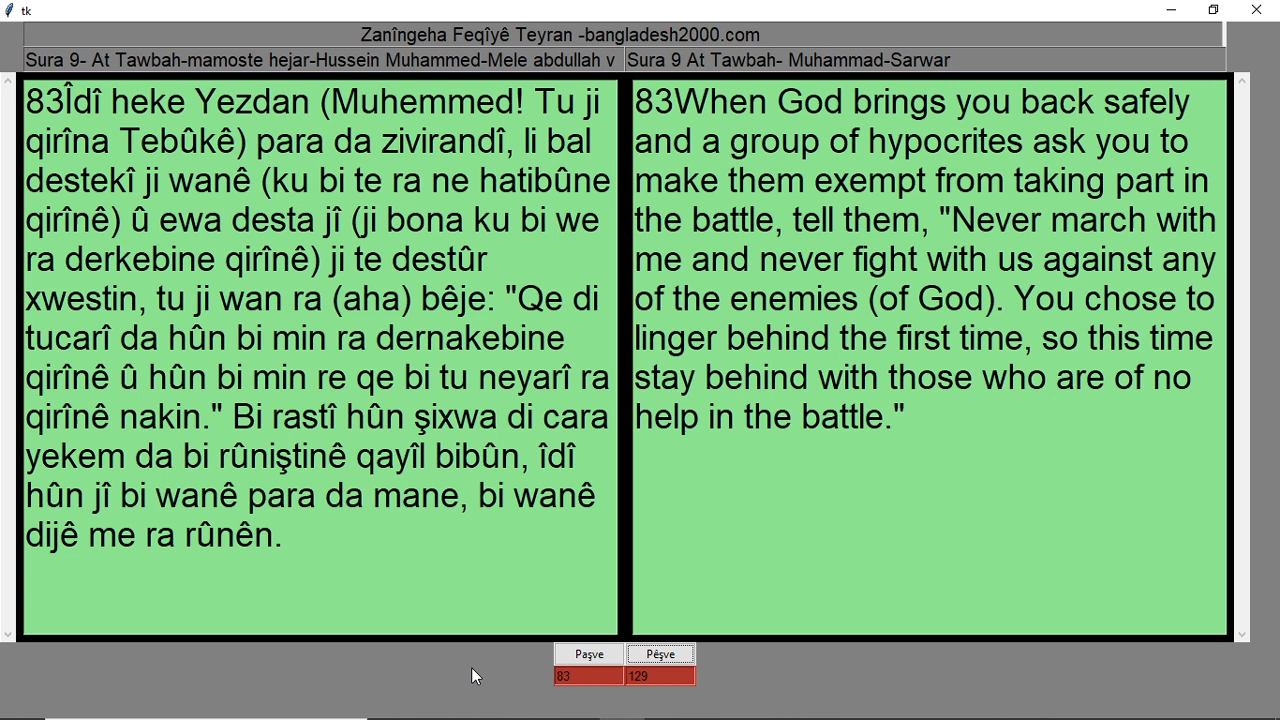 tk
Zanîngeha Feqîyê Teyran -bangladesh2000.com
Sura 9- At Tawbah-mamoste hejar-Hussein Muhammed-Mele abdullah v
Sura 9 At Tawbah- Muhammad-Sarwar
83Îdî heke Yezdan (Muhemmed! Tu ji
qirîna Tebûkê) para da zivirandî, li bal
destekî ji wanê (ku bi te ra ne hatibûne
qirînê) û ewa desta jî (ji bona ku bi we
ra derkebine qirînê) ji te destûr
xwestin, tu ji wan ra (aha) bêje: "Qe di
tucarî da hûn bi min ra dernakebine
qirînê û hûn bi min re qe bi tu neyarî ra
qirînê nakin." Bi rastî hûn şixwa di cara
yekem da bi rûniştinê qayîl bibûn, îdî
hûn jî bi wanê para da mane, bi wanê
dijê me ra rûnên.
83When God brings you back safely
and a group of hypocrites ask you to
make them exempt from taking part in
the battle, tell them, "Never march with
me and never fight with us against any
of the enemies (of God). You chose to
linger behind the first time, so this time
stay behind with those who are of no
help in the battle."
Paşve
Pêşve
83
129